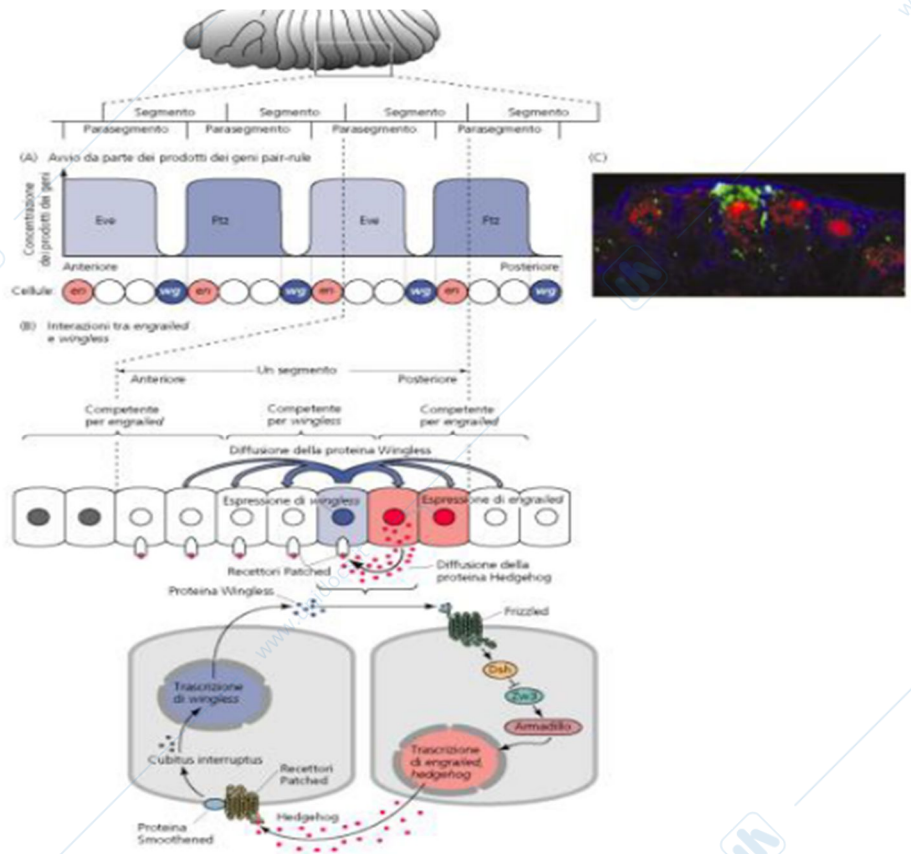 Segmento Segmento Segmento Segmento
Parasegmento Parasegmento Parasegmento Parasegmento
(A) Avvio da parte dei prodotti dei geni pair-rule
(C)
Concentrazione
dei prodotti dei geni
Eve Ftz Eve Ftz
Anteriore Posteriore
Cellule: en wg en wg en wg en wg
(B) Interazioni tra engrailed
e wingless
Un segmento
Anteriore Posteriore
Competente
per engrailed
Competente
per wingless
Competente
per engrailed
Diffusione della proteina Wingless
Espressione di wingless Espressione di engrailed
Recettori Patched
Diffusione della
proteina Hedgehog
Proteina Wingless
Frizzled
Dsh
Zw3
Armadillo
Trascrizione
di wingless
Trascrizione
di engrailed,
hedgehog
Cubitus interruptus
Recettori
Patched
Hedgehog
Proteina
Smoothened